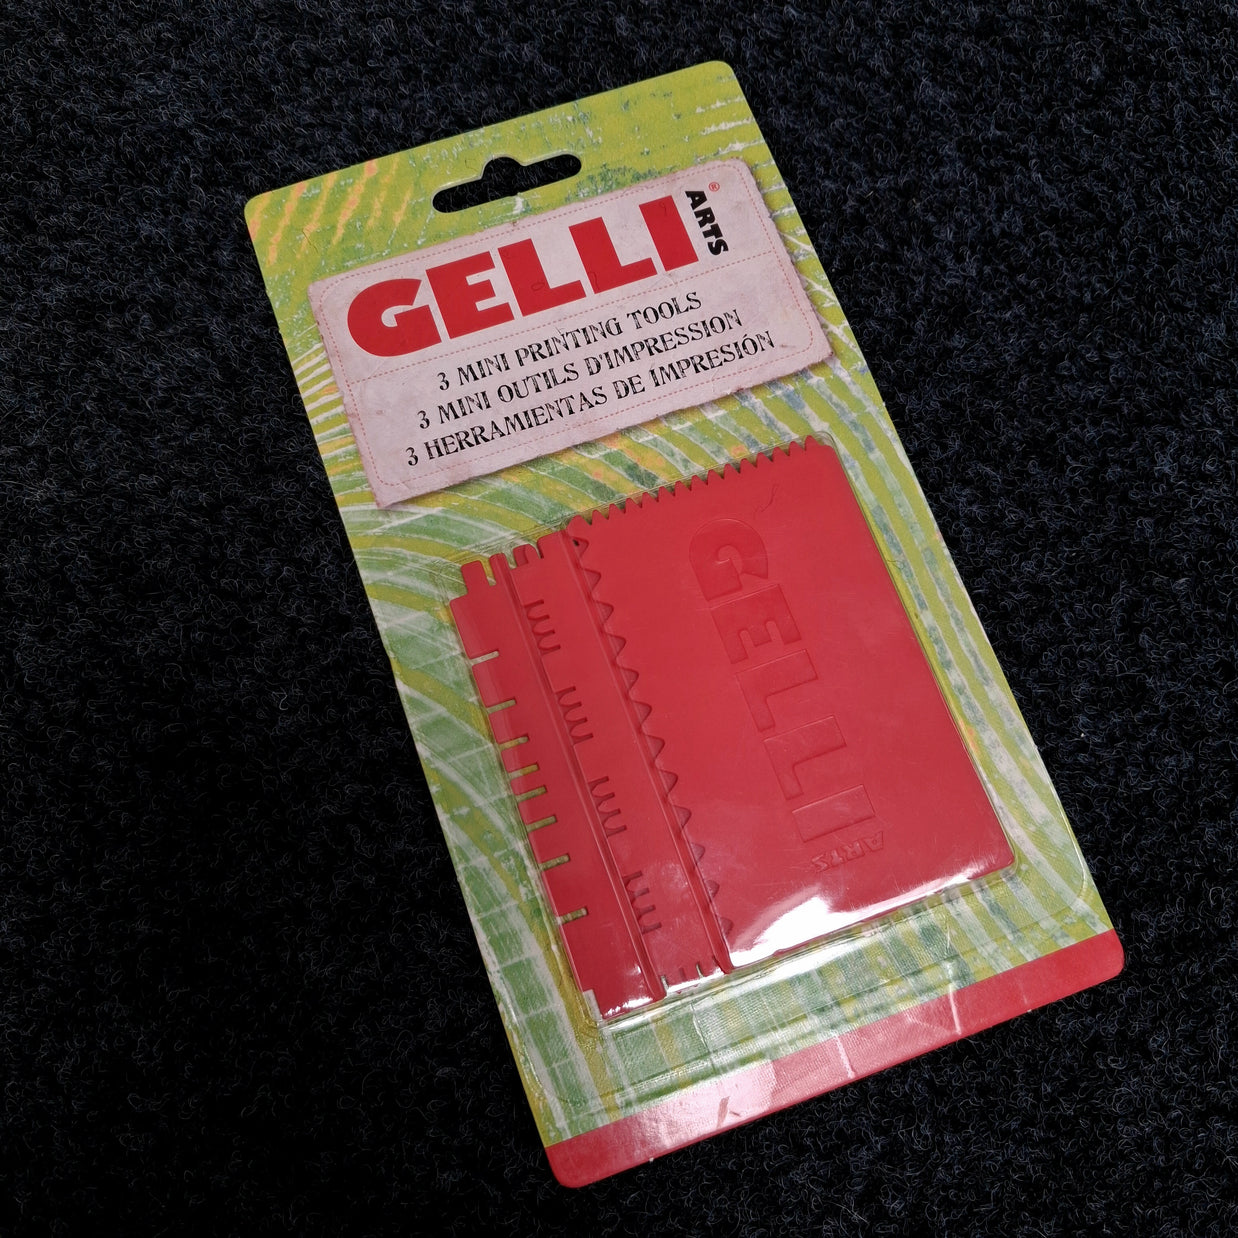 GELLI ARTS®
3 MINI PRINTING TOOLS
3 MINI OUTILS D'IMPRESSION
3 HERRAMIENTAS DE IMPRESIÓN
GELLI ARTS